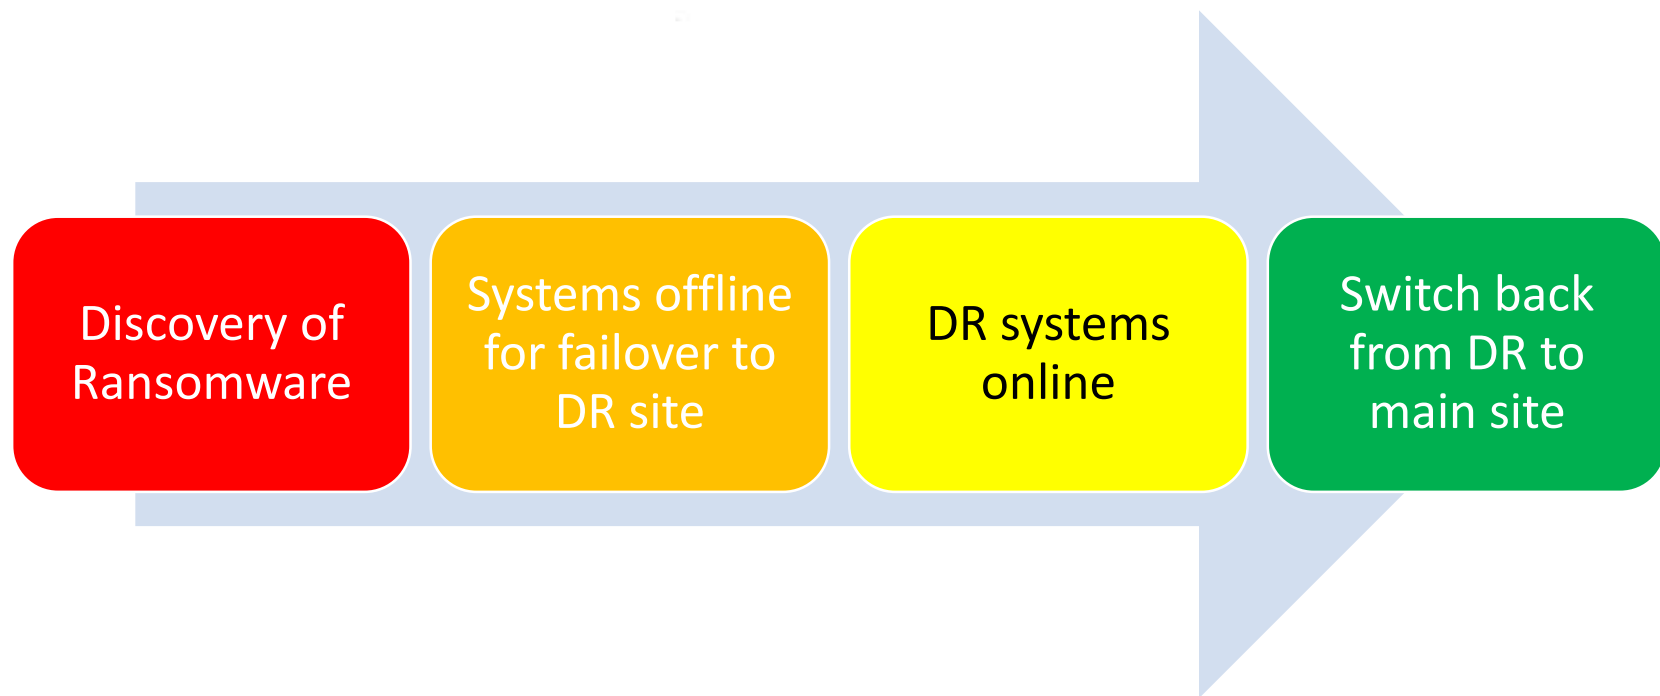 Discovery of
Ransomware
Systems offline
for failover to
DR site
DR systems
online
Switch back
from DR to
main site